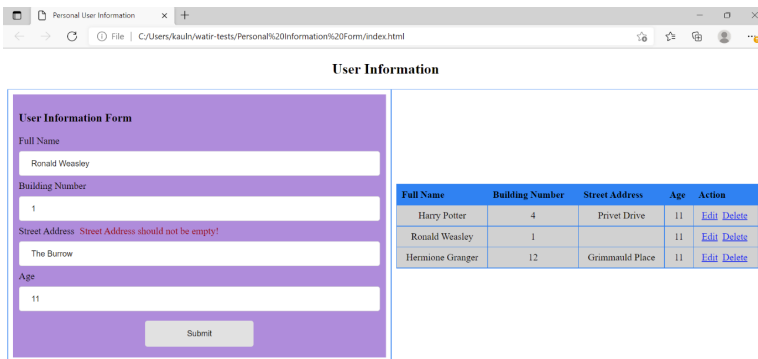 Personal User Information
File | C:/Users/kauln/watir-tests/Personal%20Information%20Form/index.html
User Information
User Information Form
Full Name
Ronald Weasley
Building Number
1
Street Address Street Address should not be empty!
The Burrow
Age
11
Submit
Full Name Building Number Street Address Age Action
Harry Potter 4 Privet Drive 11 Edit Delete
Ronald Weasley 1 11 Edit Delete
Hermione Granger 12 Grimmauld Place 11 Edit Delete